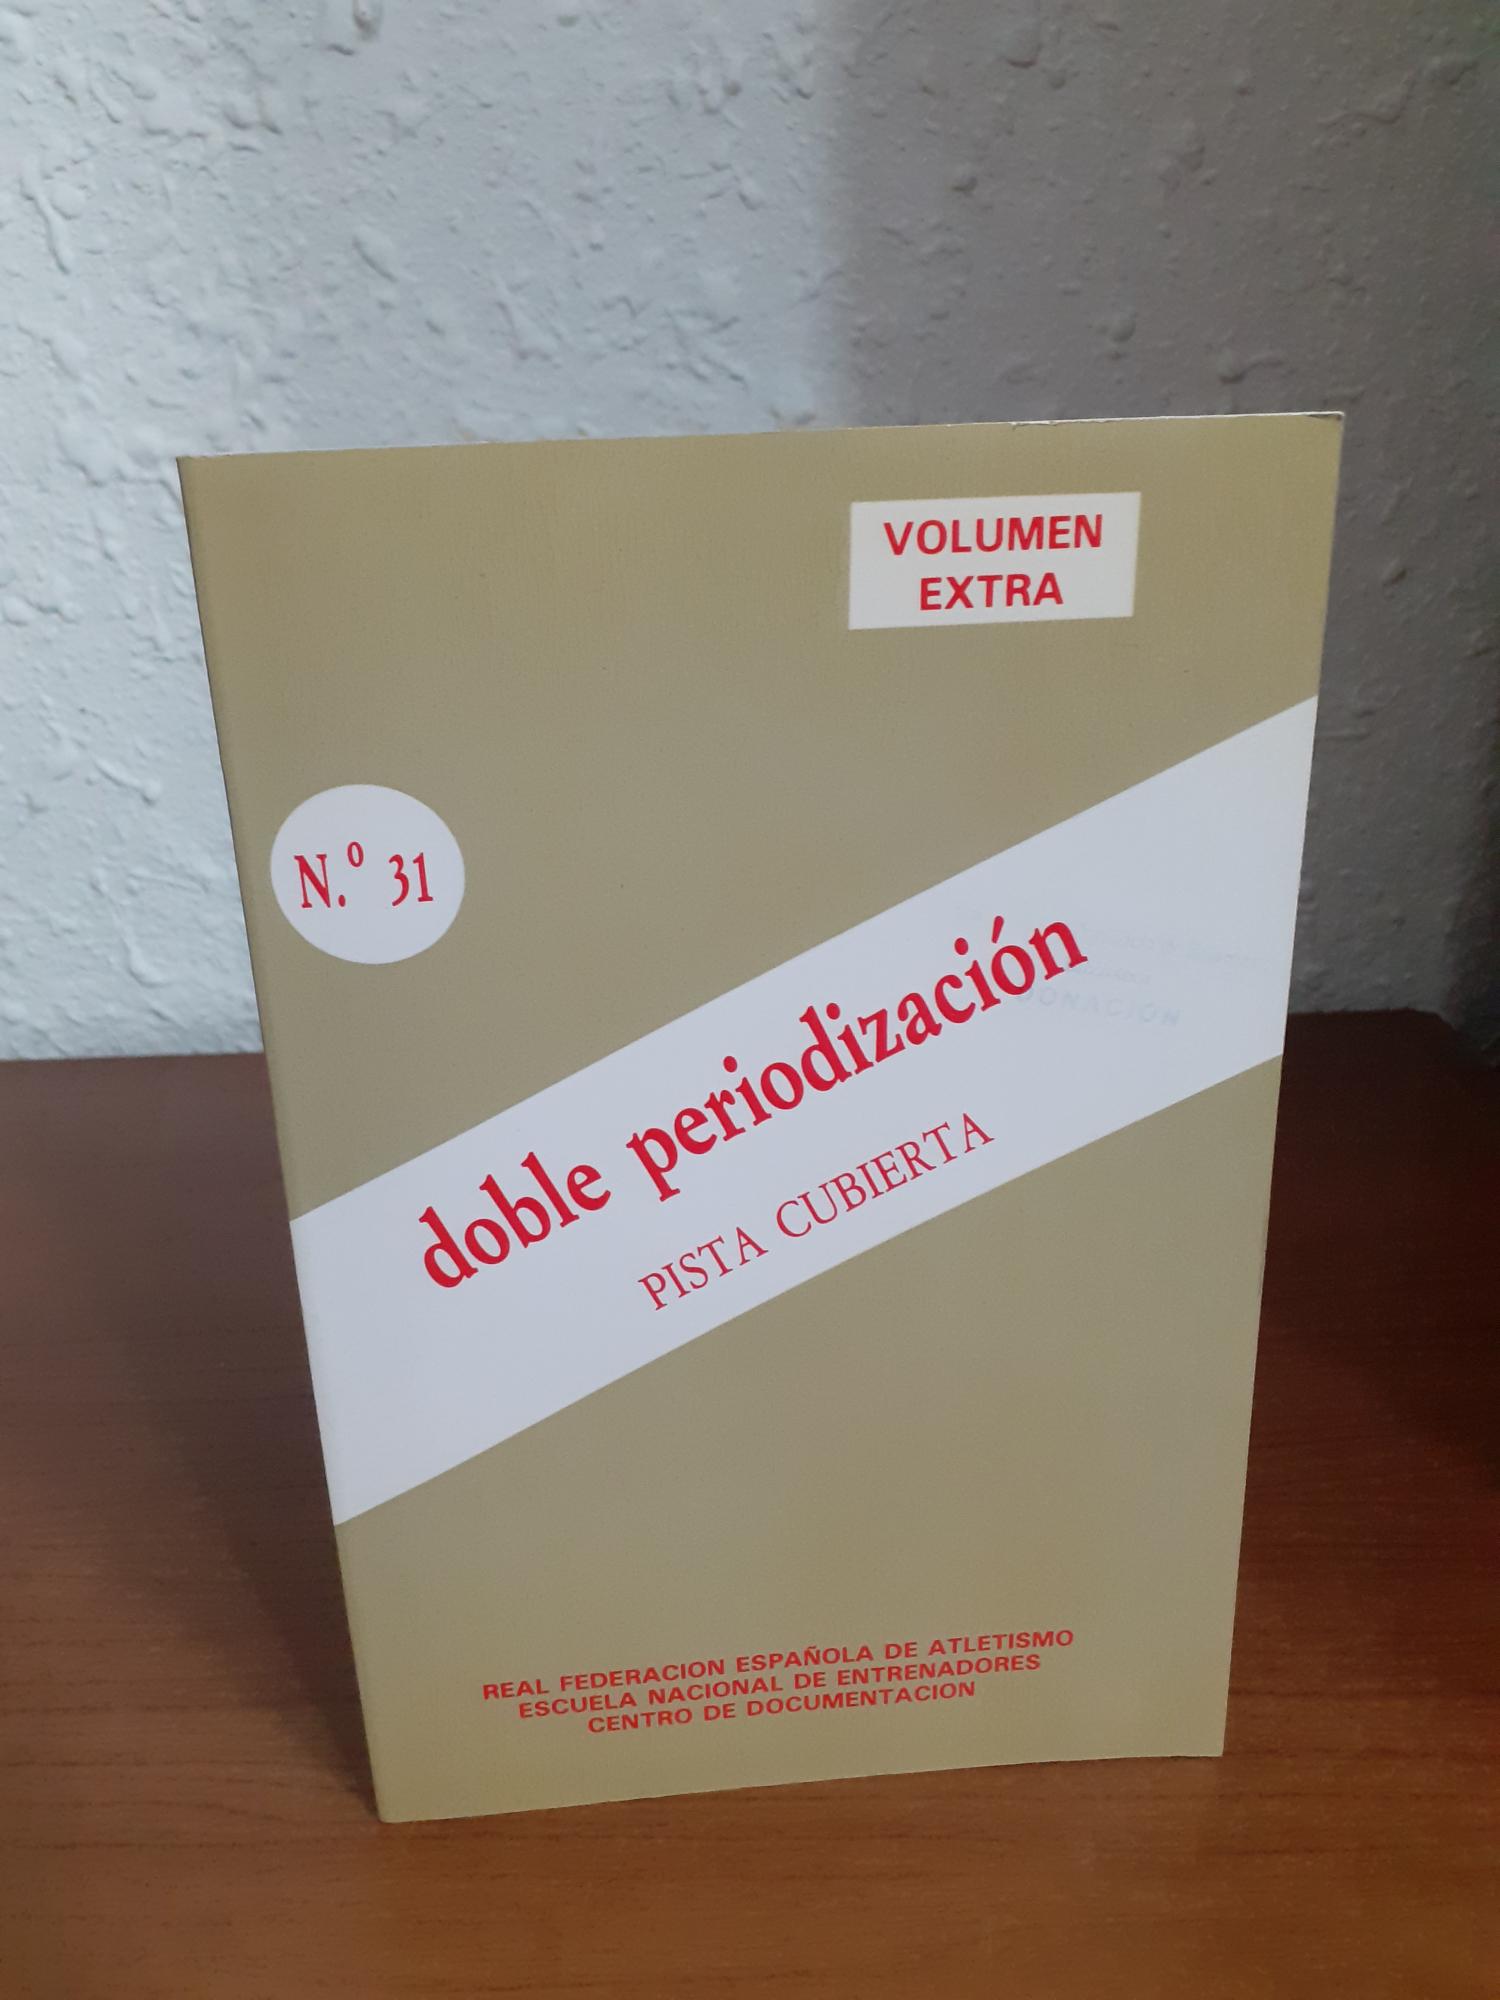 VOLUMEN
EXTRA
N.º 31
doble periodización
PISTA CUBIERTA
DONACION
REAL FEDERACION ESPAÑOLA DE ATLETISMO
ESCUELA NACIONAL DE ENTRENADORES
CENTRO DE DOCUMENTACION